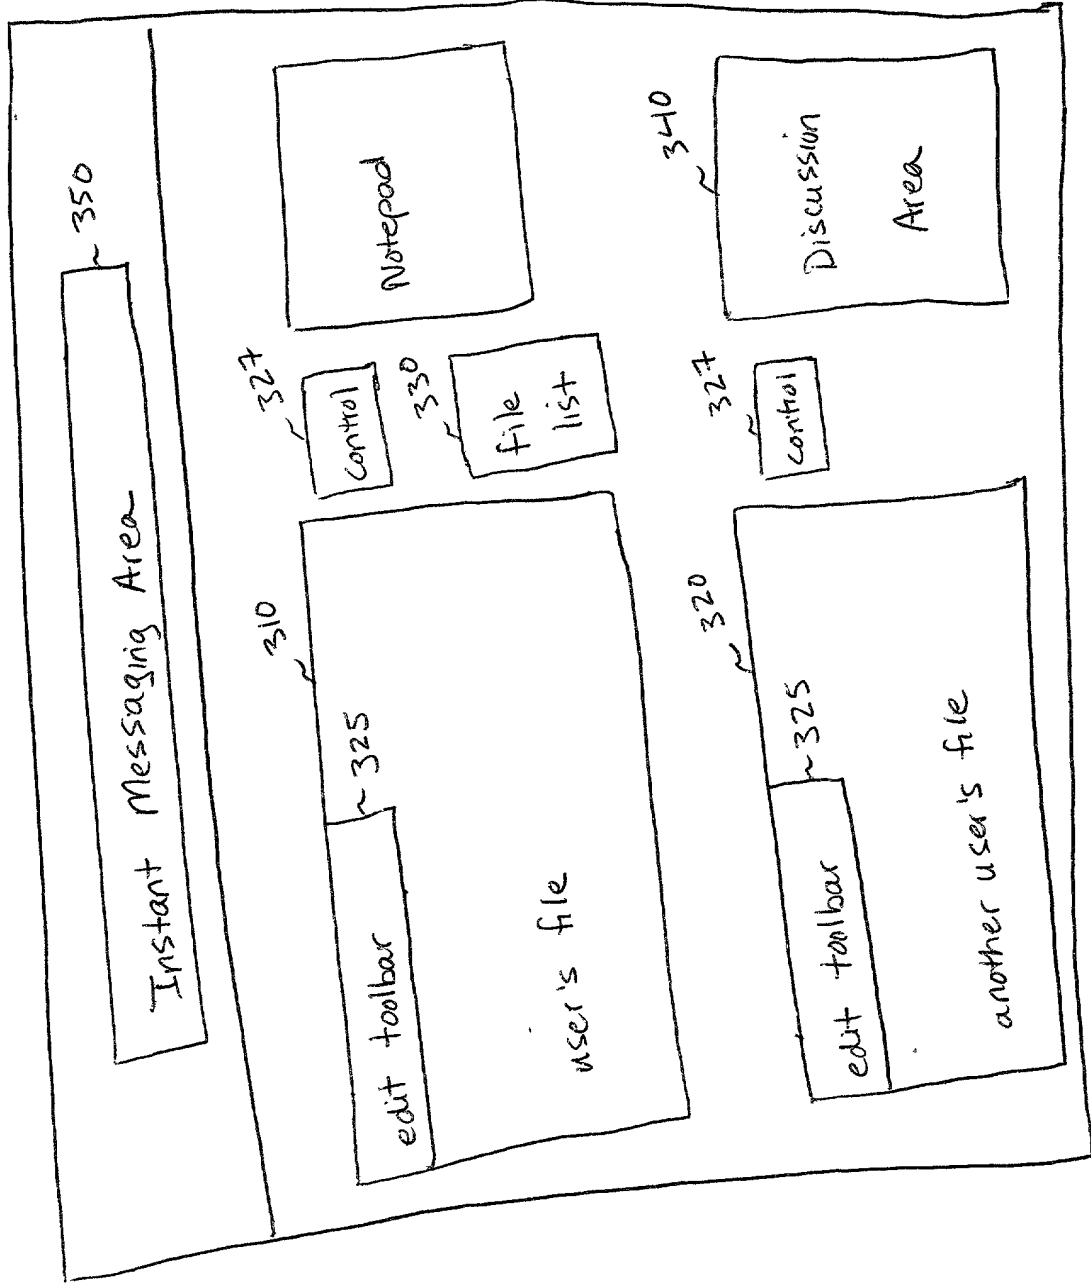 Instant Messaging Area
350
310
edit toolbar
325
user's file
327
control
330
file
list
Notepad
320
edit toolbar
325
another user's file
327
control
340
Discussion
Area